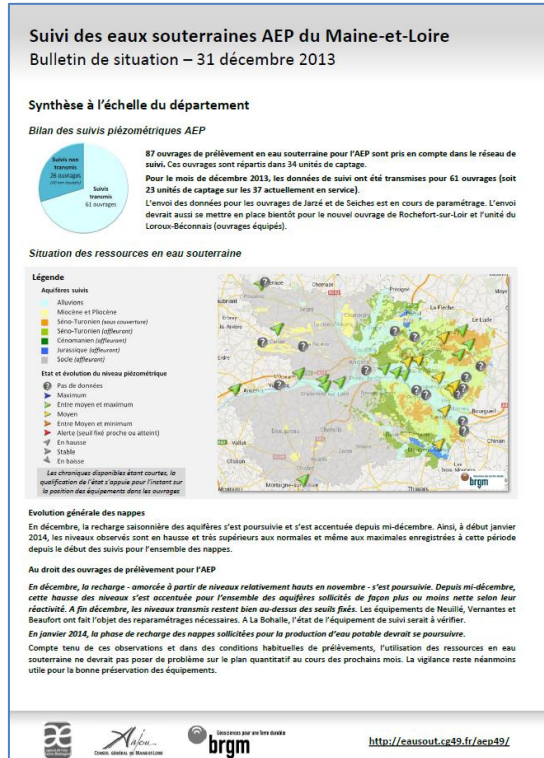 Suivi des eaux souterraines AEP du Maine-et-Loire
Bulletin de situation – 31 décembre 2013
Synthèse à l'échelle du département
Bilan des suivis piézométriques AEP
Suivis non
transmis
26 ouvrages
Suivis
transmis
61 ouvrages
87 ouvrages de prélèvement en eau souterraine pour l'AEP sont pris en compte dans le réseau de
suivi. Ces ouvrages sont répartis dans 34 unités de captage.
Pour le mois de décembre 2013, les données de suivi ont été transmises pour 61 ouvrages (soit
23 unités de captage sur les 37 actuellement en service).
L'envoi des données pour les ouvrages de Jarzé et de Seiches est en cours de paramétrage. L'envoi
devrait aussi se mettre en place bientôt pour le nouvel ouvrage de Rochefort-sur-Loir et l'unité du
Loroux-Béconnais (ouvrages équipés).
Situation des ressources en eau souterraine
Légende
Aquifères suivis
Alluvions
Miocène et Pliocène
Séno-Turonien (sous couverture)
Séno-Turonien (affleurant)
Cénomanien (affleurant)
Jurassique (affleurant)
Socle (affleurant)
Etat et évolution du niveau piézométrique
Pas de données
Maximum
Entre moyen et maximum
Moyen
Entre Moyen et minimum
Alerte (seuil fixé proche ou atteint)
En hausse
Stable
En baisse
Les chroniques disponibles étant courtes, la
qualification de l'état s'appuie pour l'instant sur
la position des équipements dans les ouvrages
La Flèche
Le Lude
Bourgueil
Chinan
Thouars
Vallet
Clisson
Ancenis
brgm
Evolution générale des nappes
En décembre, la recharge saisonnière des aquifères s'est poursuivie et s'est accentuée depuis mi-décembre. Ainsi, à début janvier
2014, les niveaux observés sont en hausse et très supérieurs aux normales et même aux maximales enregistrées à cette période
depuis le début des suivis pour l'ensemble des nappes.
Au droit des ouvrages de prélèvement pour l'AEP
En décembre, la recharge - amorcée à partir de niveaux relativement hauts en novembre - s'est poursuivie. Depuis mi-décembre,
cette hausse des niveaux s'est accentuée pour l'ensemble des aquifères sollicités de façon plus ou moins nette selon leur
réactivité. A fin décembre, les niveaux transmis restent bien au-dessus des seuils fixés. Les équipements de Neuillé, Vernantes et
Beaufort ont fait l'objet des reparamétrages nécessaires. A La Bohalle, l'état de l'équipement de suivi serait à vérifier.
En janvier 2014, la phase de recharge des nappes sollicitées pour la production d'eau potable devrait se poursuivre.
Compte tenu de ces observations et dans des conditions habituelles de prélèvements, l'utilisation des ressources en eau
souterraine ne devrait pas poser de problème sur le plan quantitatif au cours des prochains mois. La vigilance reste néanmoins
utile pour la bonne préservation des équipements.
Anjou
CONSEIL GÉNÉRAL DE MAINE-ET-LOIRE
Géosciences pour une Terre durable
brgm
http://eausout.cg49.fr/aep49/